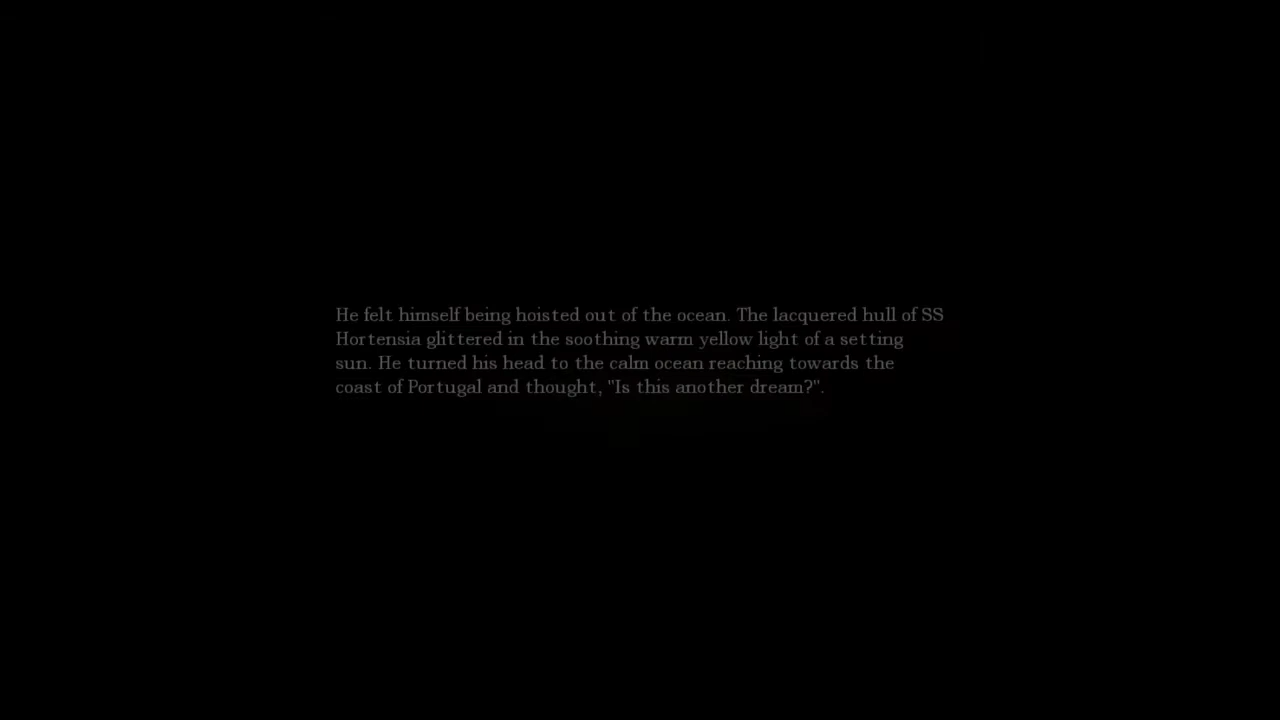 He felt himself being hoisted out of the ocean. The lacquered hull of SS
Hortensia glittered in the soothing warm yellow light of a setting
sun. He turned his head to the calm ocean reaching towards the
coast of Portugal and thought, "Is this another dream?".